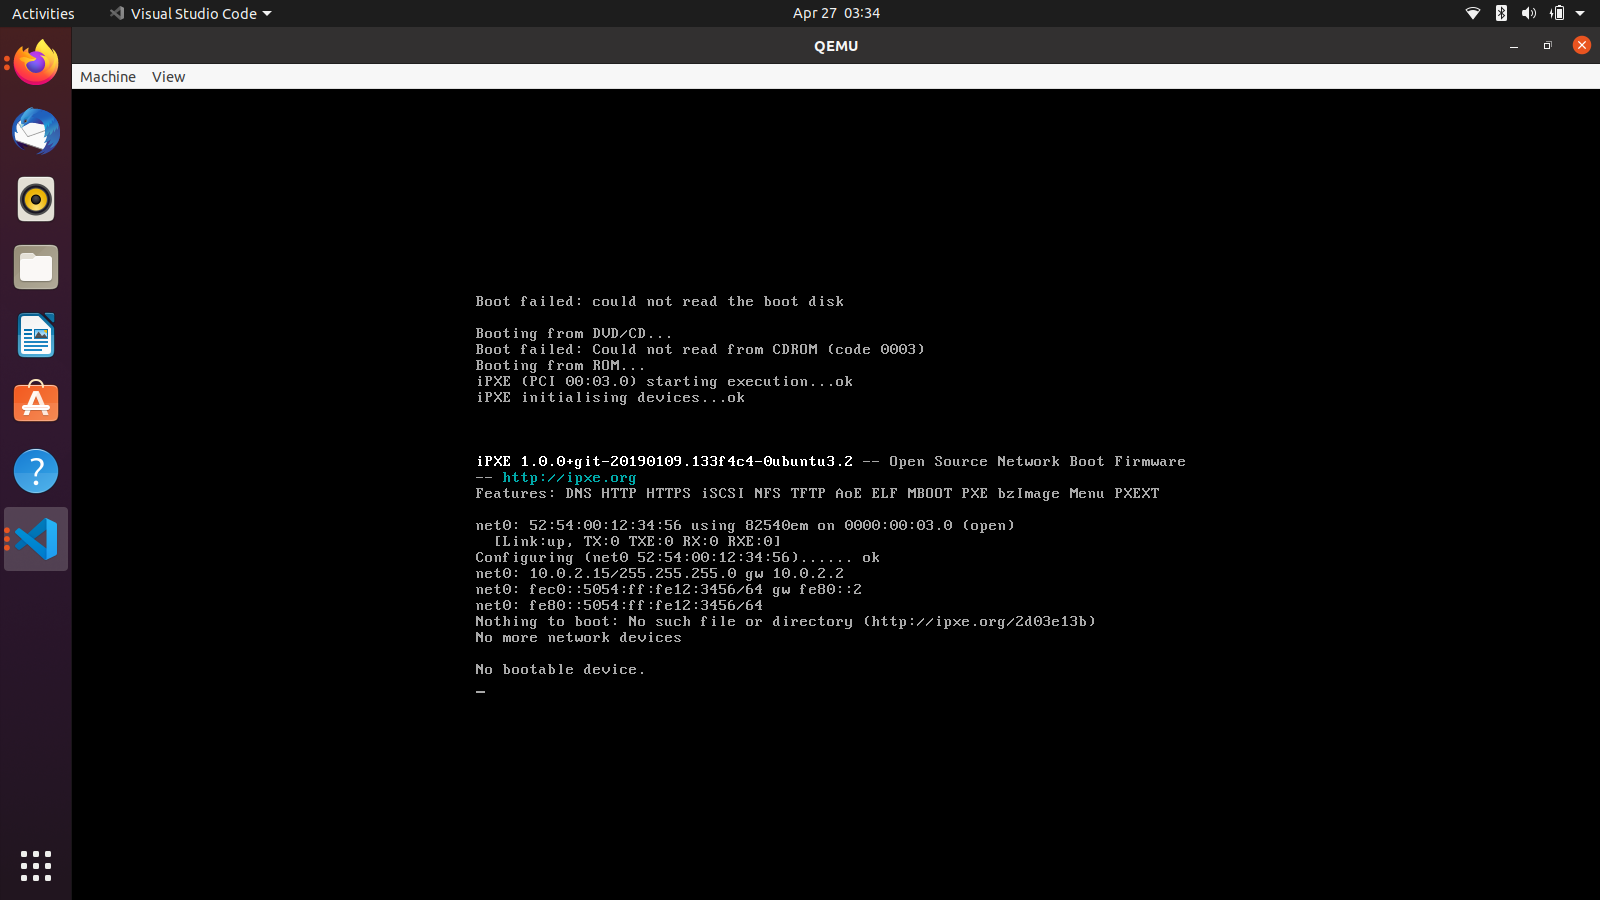 Activities
Visual Studio Code
Apr 27 03:34
QEMU
Machine View
Boot failed: could not read the boot disk
Booting from DVD/CD...
Boot failed: Could not read from CDROM (code 0003)
Booting from ROM...
iPXE (PCI 00:03.0) starting execution...ok
iPXE initialising devices...ok
iPXE 1.0.0+git-20190109.133f4c4-0ubuntu3.2 -- Open Source Network Boot Firmware
-- http://ipxe.org
Features: DNS HTTP HTTPS iSCSI NFS TFTP AoE ELF MBOOT PXE bzImage Menu PXEXT
net0: 52:54:00:12:34:56 using 82540em on 0000:00:03.0 (open)
[Link:up, TX:0 TXE:0 RX:0 RXE:0]
Configuring (net0 52:54:00:12:34:56)...... ok
net0: 10.0.2.15/255.255.255.0 gw 10.0.2.2
net0: fec0::5054:ff:fe12:3456/64 gw fe80::2
net0: fe80::5054:ff:fe12:3456/64
Nothing to boot: No such file or directory (http://ipxe.org/2d03e13b)
No more network devices
No bootable device.